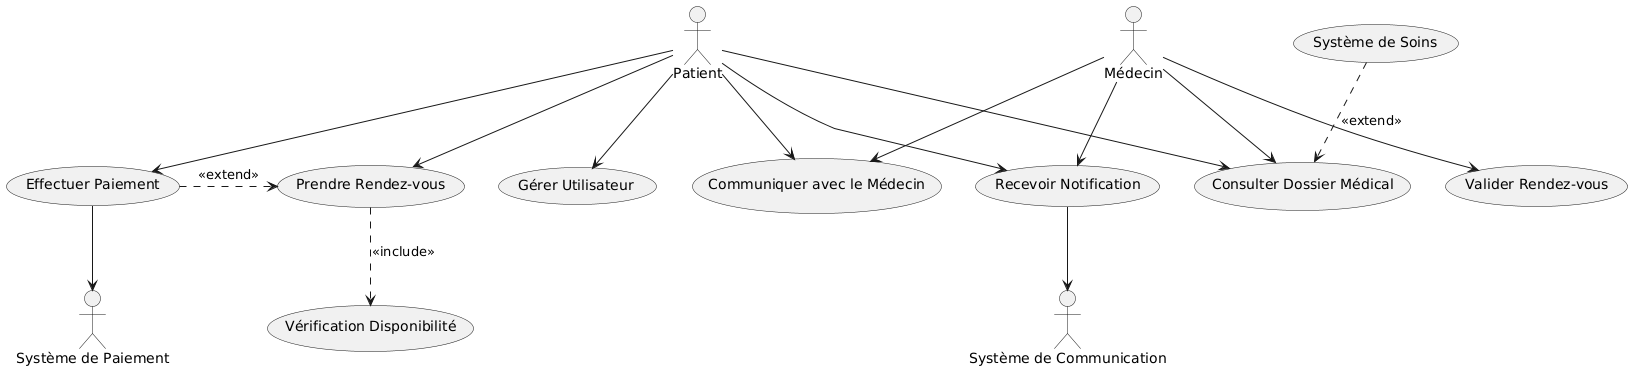 Patient
Médecin
Système de Soins
«extend»
Effectuer Paiement
«extend»
Prendre Rendez-vous
Gérer Utilisateur
Communiquer avec le Médecin
Recevoir Notification
Consulter Dossier Médical
Valider Rendez-vous
«include»
Vérification Disponibilité
Système de Paiement
Système de Communication